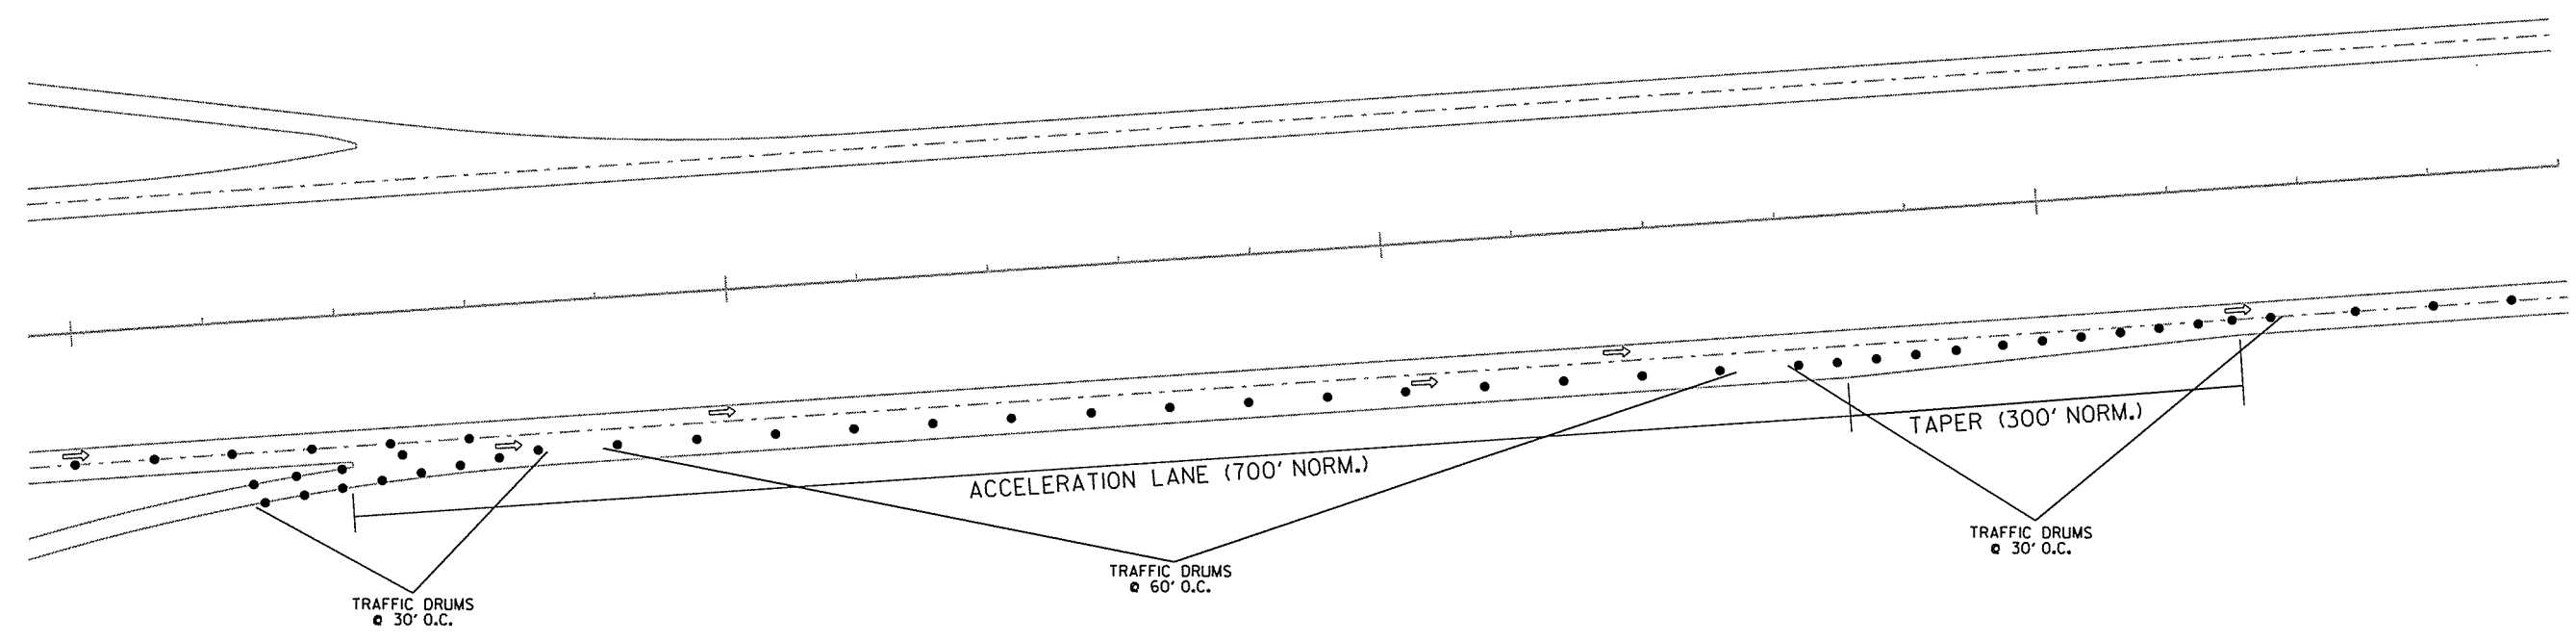 ACCELERATION LANE (700' NORM.)
TAPER (300' NORM.)
TRAFFIC DRUMS
@ 30' O.C.
TRAFFIC DRUMS
@ 60' O.C.
TRAFFIC DRUMS
@ 30' O.C.